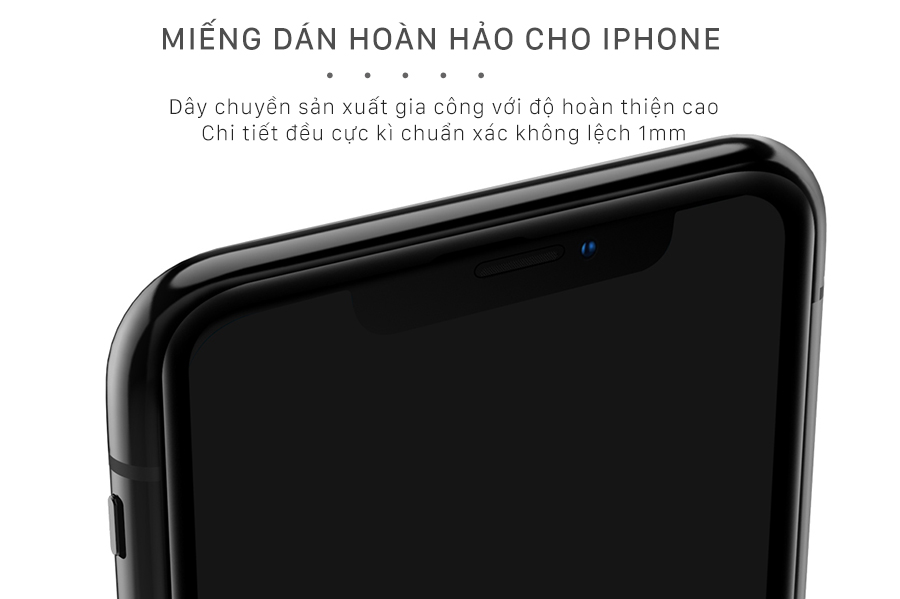 MIẾNG DÁN HOÀN HẢO CHO IPHONE
Dây chuyền sản xuất gia công với độ hoàn thiện cao
Chi tiết đều cực kì chuẩn xác không lệch 1mm